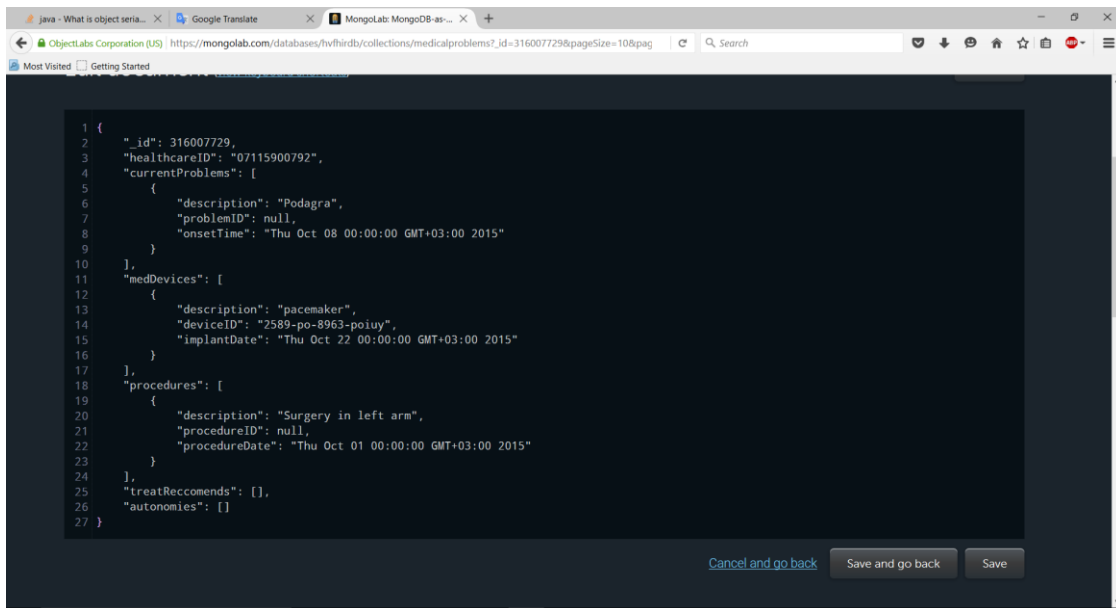 java - What is object seria... Google Translate MongoLab: MongoDB-as-...
ObjectLabs Corporation (US) https://mongolab.com/databases/hvfhirdb/collections/medicalproblems?_id=316007729&pageSize=10&pag Search ABP
Most Visited Getting Started
1 {
2 "_id": 316007729,
3 "healthcareID": "07115900792",
4 "currentProblems": [
5 {
6 "description": "Podagra",
7 "problemID": null,
8 "onsetTime": "Thu Oct 08 00:00:00 GMT+03:00 2015"
9 }
10 ],
11 "medDevices": [
12 {
13 "description": "pacemaker",
14 "deviceID": "2589-po-8963-poiuy",
15 "implantDate": "Thu Oct 22 00:00:00 GMT+03:00 2015"
16 }
17 ],
18 "procedures": [
19 {
20 "description": "Surgery in left arm",
21 "procedureID": null,
22 "procedureDate": "Thu Oct 01 00:00:00 GMT+03:00 2015"
23 }
24 ],
25 "treatReccomends": [],
26 "autonomies": []
27 }
Cancel and go back Save and go back Save